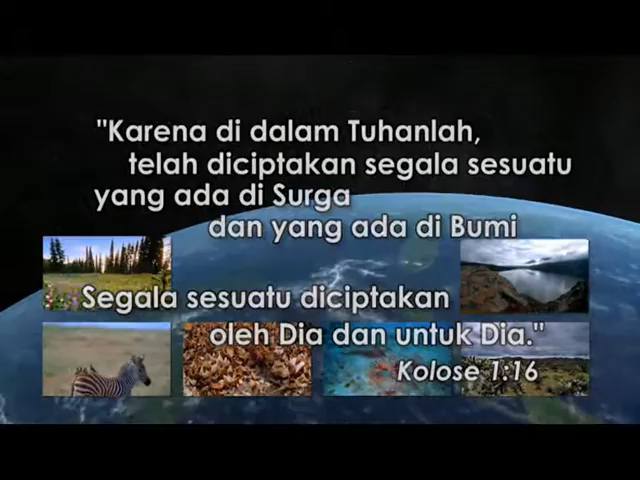 "Karena di dalam Tuhanlah,
telah diciptakan segala sesuatu
yang ada di Surga
dan yang ada di Bumi
Segala sesuatu diciptakan
oleh Dia dan untuk Dia."
Kolose 1:16